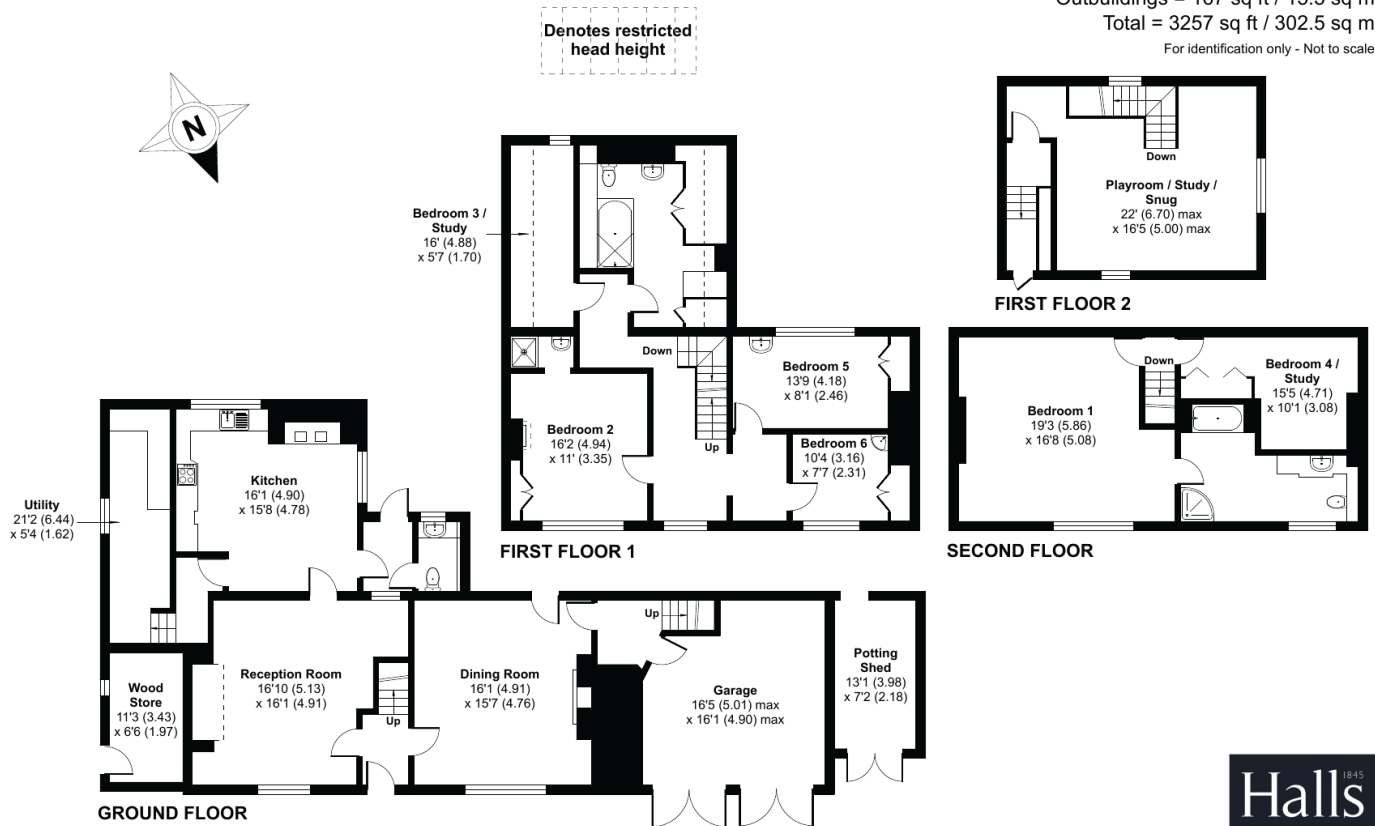 Outbuildings = 167 sq ft / 15.5 sq m
Total = 3257 sq ft / 302.5 sq m
For identification only - Not to scale
Denotes restricted
head height
N
Down
Playroom / Study /
Snug
22' (6.70) max
x 16'5 (5.00) max
FIRST FLOOR 2
Bedroom 3 /
Study
16' (4.88)
x 5'7 (1.70)
Down
Bedroom 5
13'9 (4.18)
x 8'1 (2.46)
Bedroom 2
16'2 (4.94)
x 11' (3.35)
Up
Bedroom 6
10'4 (3.16)
x 7'7 (2.31)
FIRST FLOOR 1
Down
Bedroom 4 /
Study
15'5 (4.71)
x 10'1 (3.08)
Bedroom 1
19'3 (5.86)
x 16'8 (5.08)
SECOND FLOOR
Kitchen
16'1 (4.90)
x 15'8 (4.78)
Utility
21'2 (6.44)
x 5'4 (1.62)
Up
Reception Room
16'10 (5.13)
x 16'1 (4.91)
Dining Room
16'1 (4.91)
x 15'7 (4.76)
Wood
Store
11'3 (3.43)
x 6'6 (1.97)
Up
Garage
16'5 (5.01) max
x 16'1 (4.90) max
Potting
Shed
13'1 (3.98)
x 7'2 (2.18)
GROUND FLOOR
1845
Halls